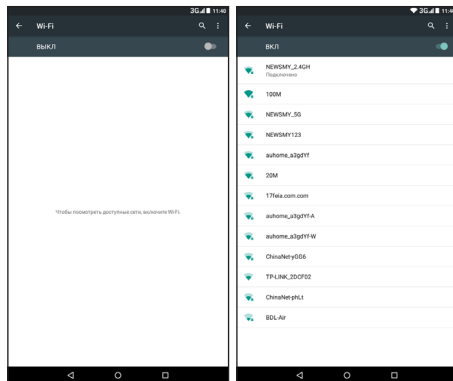 3G 11:40
Wi-Fi
ВЫКЛ
Чтобы посмотреть доступные сети, включите Wi-Fi.
3G 11:40
Wi-Fi
ВКЛ
NEWSMY_2.4GH
Подключено
100M
NEWSMY_5G
NEWSMY123
auhome_a3gdYf
20M
17feia.com.com
auhome_a3gdYf-A
auhome_a3gdYf-W
ChinaNet-yGG6
TP-LINK_2DCF02
ChinaNet-phLt
BDL-Air